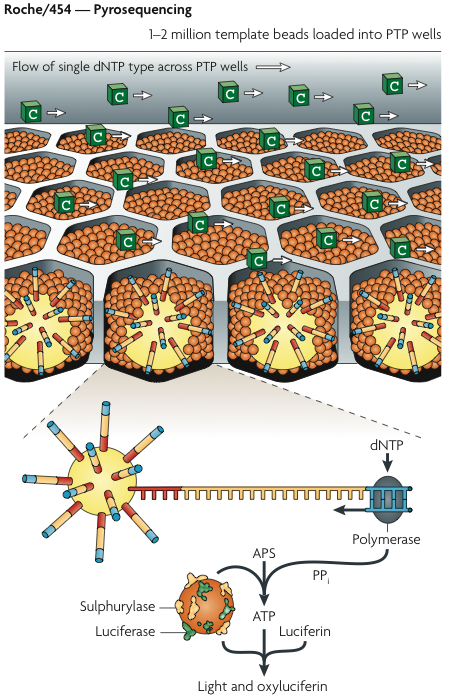 Roche/454 — Pyrosequencing
1–2 million template beads loaded into PTP wells
Flow of single dNTP type across PTP wells
C C C C C
C C
C C
C C C
C
C C C
C
C C
C C
dNTP
Polymerase
APS
PPi
Sulphurylase
ATP
Luciferase
Luciferin
Light and oxyluciferin